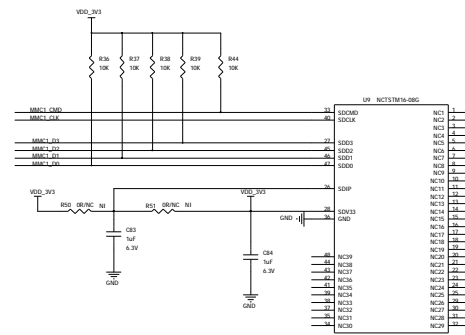 VDD_3V3
R36 10K
R37 10K
R38 10K
R39 10K
R44 10K
U9 NCTSTM16-08G
MMC1_CMD 33 SDCMD NC1 1
MMC1_CLK 40 SDCLK NC2 2
NC3 3
NC4 4
MMC1_D3 27 SDD3 NC5 5
MMC1_D2 45 SDD2 NC6 6
MMC1_D1 46 SDD1 NC7 7
MMC1_D0 47 SDD0 NC8 8
NC9 9
NC10 10
26 SDIP NC11 11
VDD_3V3 VDD_3V3 NC12 12
R50 0R/NC NI R51 0R/NC NI NC13 13
28 SDV33 NC14 14
GND 36 GND NC15 15
NC16 16
NC17 17
C83 1uF 6.3V NC18 18
NC19 19
C84 1uF 6.3V
48 NC39 NC20 20
44 NC38 NC21 21
43 NC37 NC22 22
42 NC36 NC23 23
41 NC35 NC24 24
39 NC34 NC25 25
38 NC33 NC26 29
37 NC32 NC27 30
35 NC31 NC28 31
34 NC30 NC29 32
GND
GND